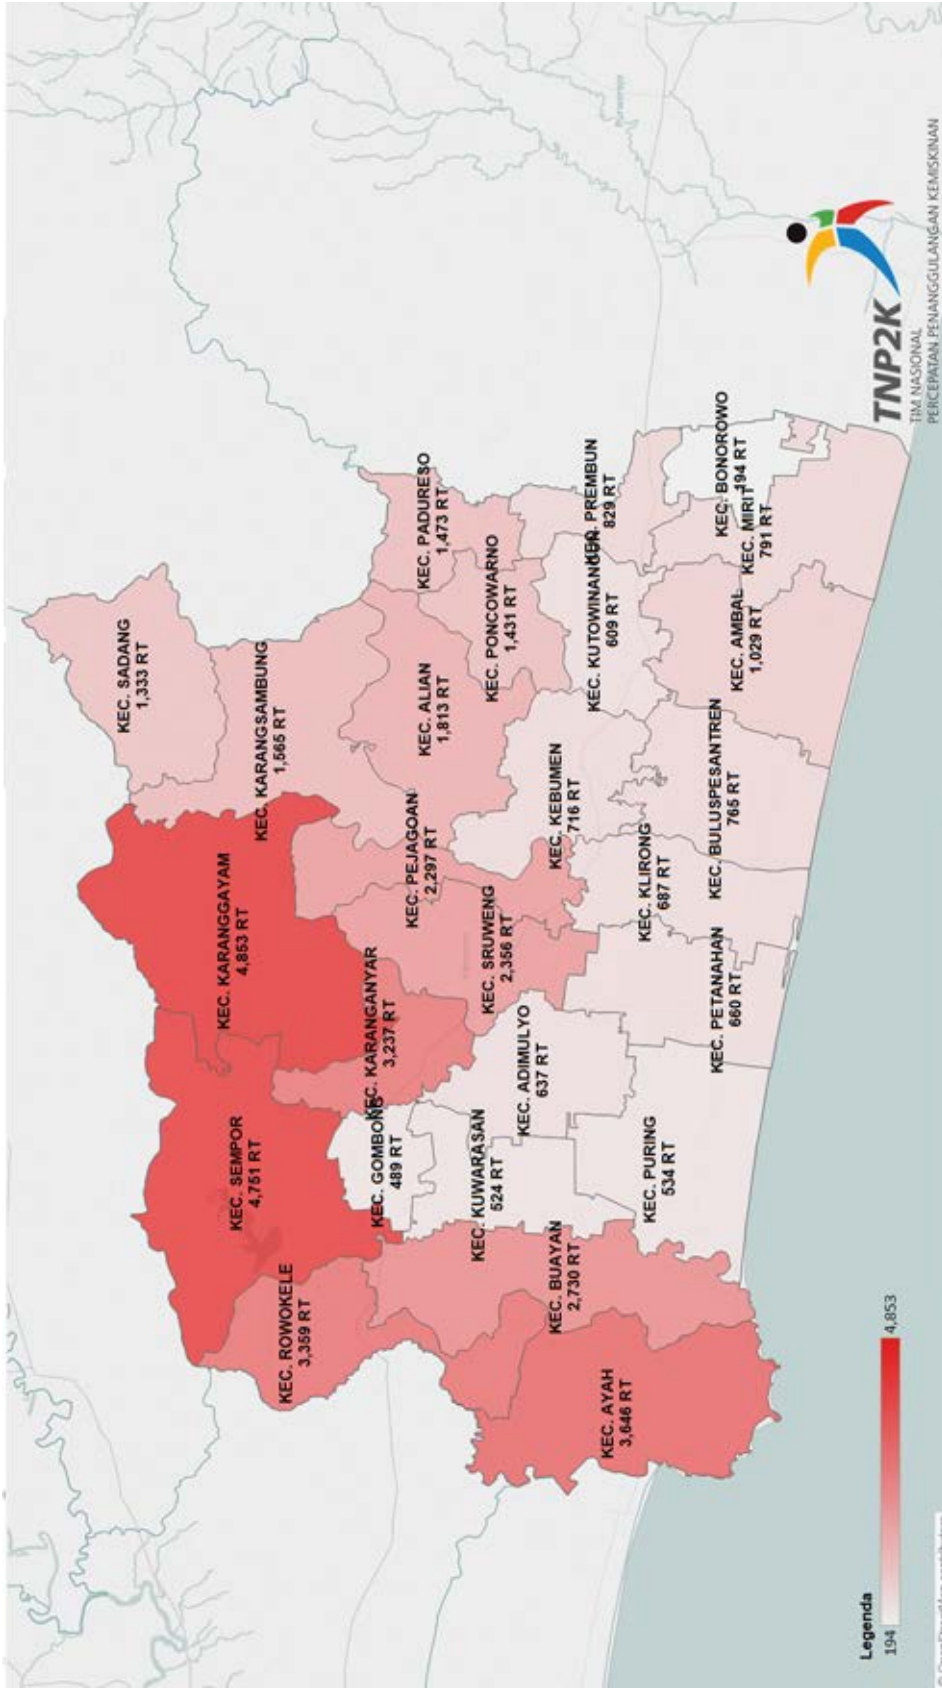 KEC. SADANG
1,333 RT
KEC. KARANGSAMBUNG
1,565 RT
KEC. KARANGGAYAM
4,853 RT
KEC. SEMPOR
4,751 RT
KEC. ROWOKELE
3,359 RT
KEC. PADURESO
1,473 RT
KEC. PONCOWARNO
1,431 RT
KEC. ALIAN
1,813 RT
KEC. PEJAGOAN
2,297 RT
KEC. SRUWENG
2,356 RT
KEC. KARANGANYAR
3,237 RT
KEC. GOMBONG
489 RT
KEC. KUWARASAN
524 RT
KEC. ADIMULYO
637 RT
KEC. BUAYAN
2,730 RT
KEC. AYAH
3,646 RT
KEC. PURING
534 RT
KEC. PETANAHAN
660 RT
KEC. KLIRONG
687 RT
KEC. KEBUMEN
716 RT
KEC. BULUSPESANTREN
765 RT
KEC. KUTOWINANGUN
609 RT
KEC. PREMBUN
829 RT
KEC. AMBAL
1,029 RT
KEC. MIRIT
791 RT
KEC. BONOROWO
194 RT
Purworejo
TNP2K
TIM NASIONAL
PERCEPATAN PENANGGULANGAN KEMISKINAN
Legenda
194
4,853